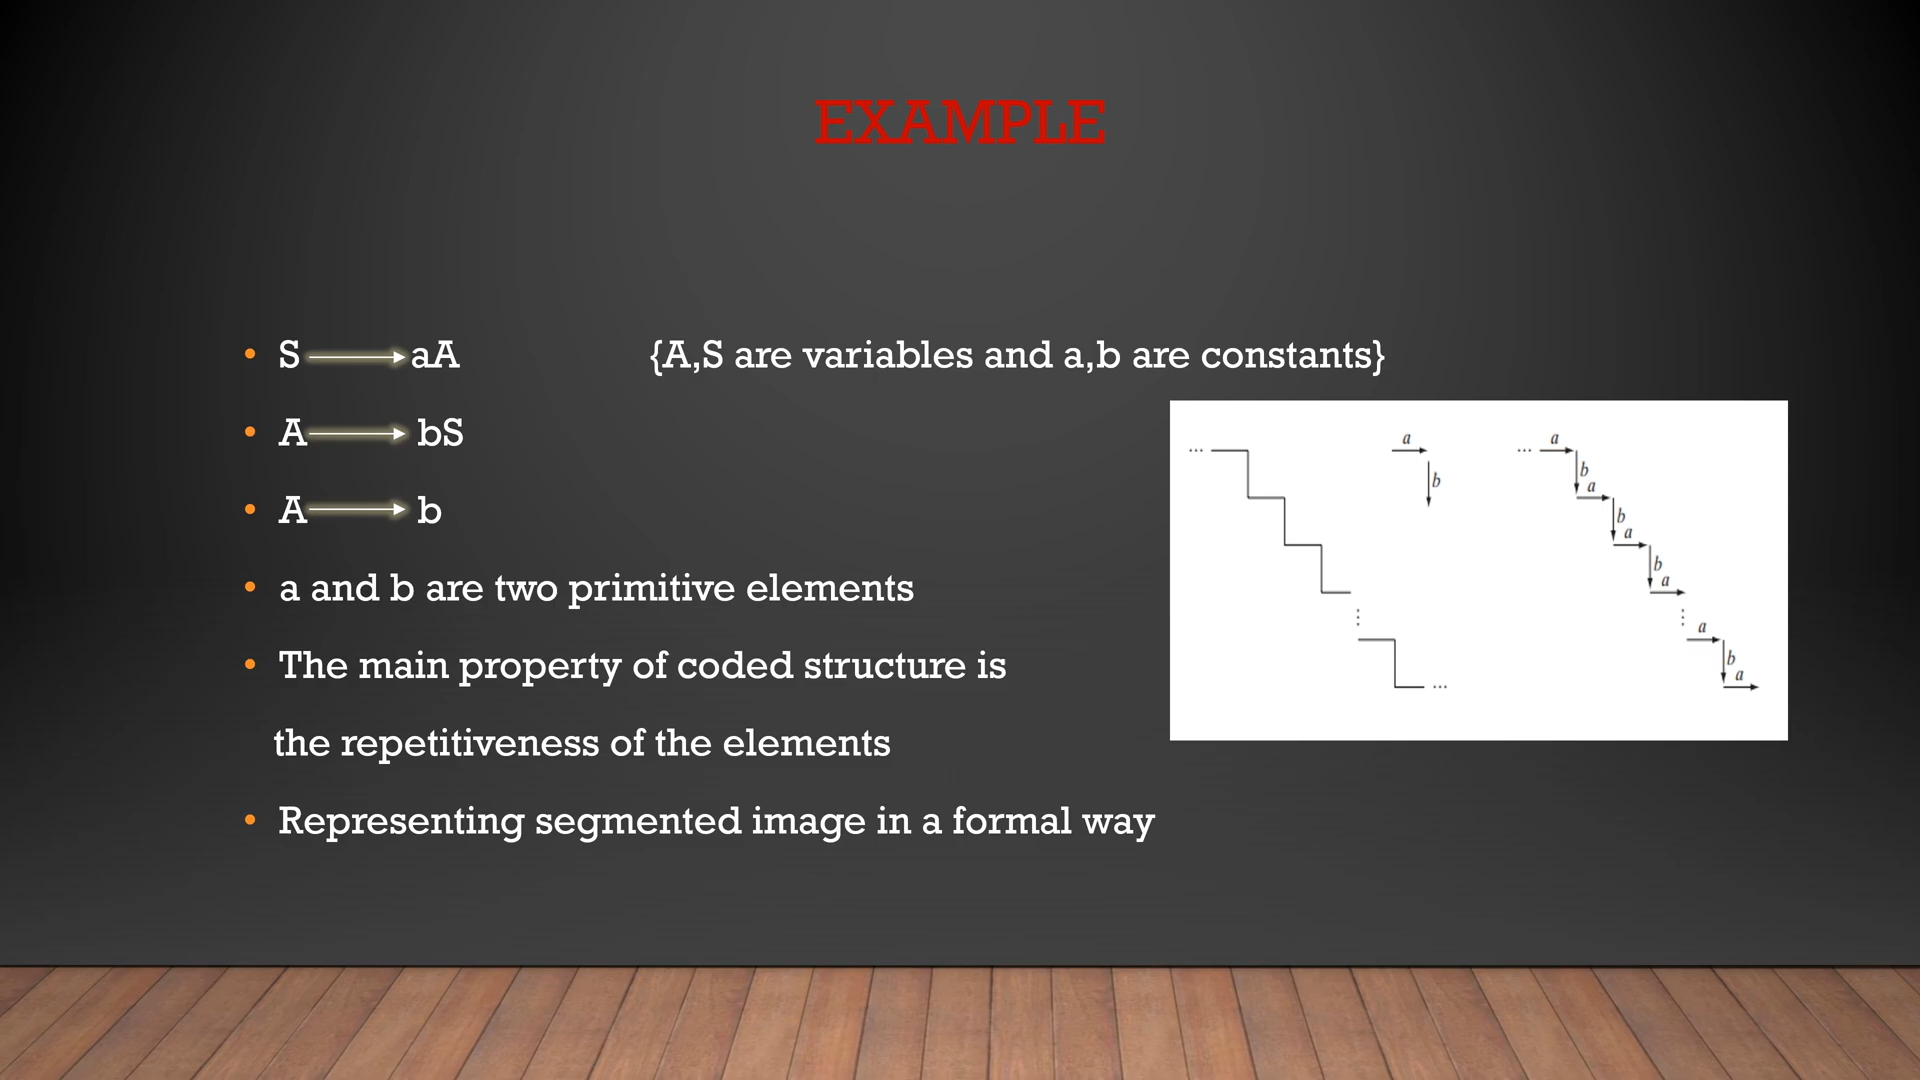 EXAMPLE
• S → aA {A,S are variables and a,b are constants}
• A → bS
• A → b
• a and b are two primitive elements
• The main property of coded structure is
the repetitiveness of the elements
• Representing segmented image in a formal way
...
a
b
... a
b
a
b
a
b
a
⋮
⋮
a
b
a
...